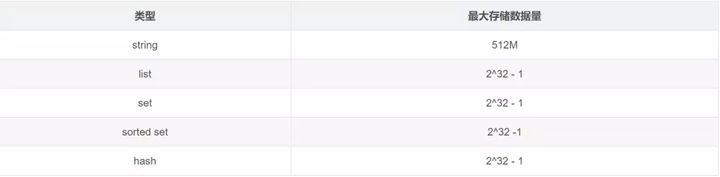 类型 最大存储数据量
string 512M
list 2^32 - 1
set 2^32 - 1
sorted set 2^32 -1
hash 2^32 - 1